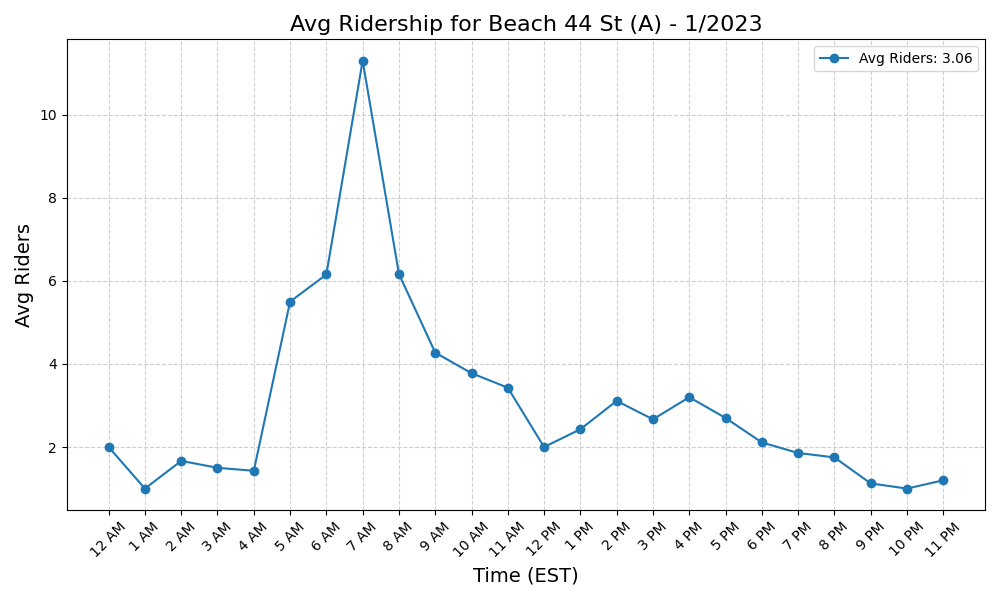 Avg Ridership for Beach 44 St (A) - 1/2023
Avg Riders: 3.06
Avg Riders
10
8
6
4
2
12 AM 1 AM 2 AM 3 AM 4 AM 5 AM 6 AM 7 AM 8 AM 9 AM 10 AM 11 AM 12 PM 1 PM 2 PM 3 PM 4 PM 5 PM 6 PM 7 PM 8 PM 9 PM 10 PM 11 PM
Time (EST)